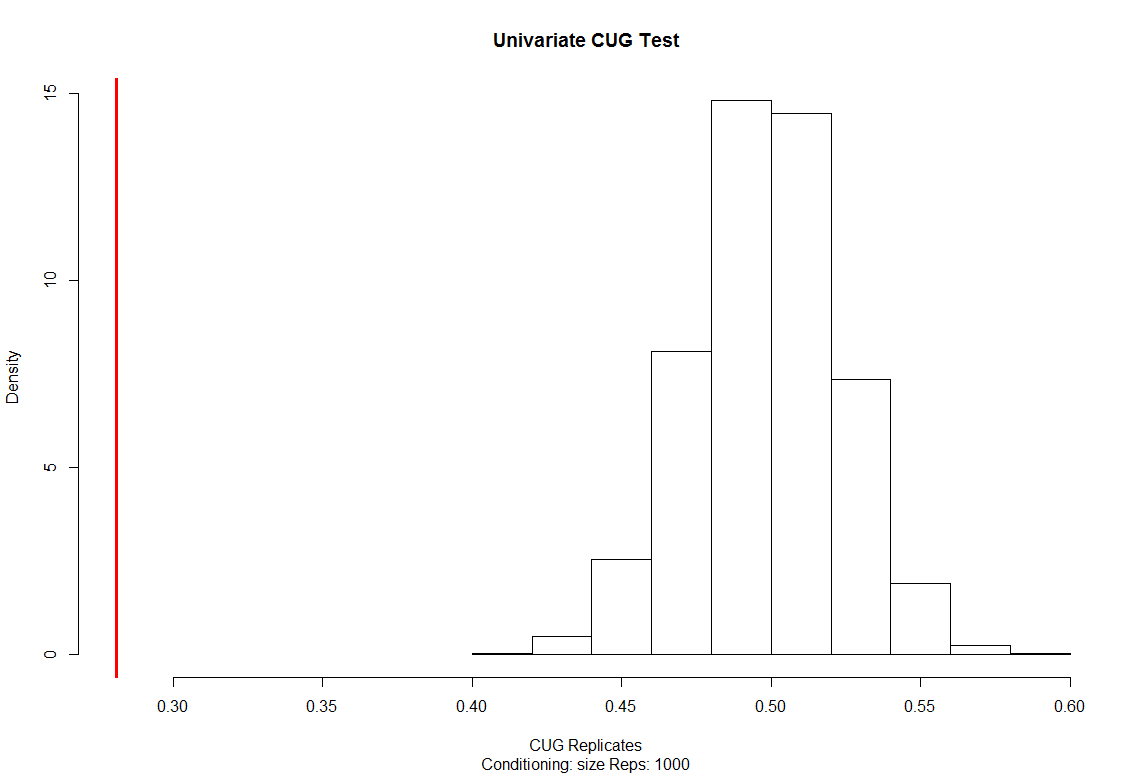 Univariate CUG Test
Density
15
10
5
0
0.30 0.35 0.40 0.45 0.50 0.55 0.60
CUG Replicates
Conditioning: size Reps: 1000